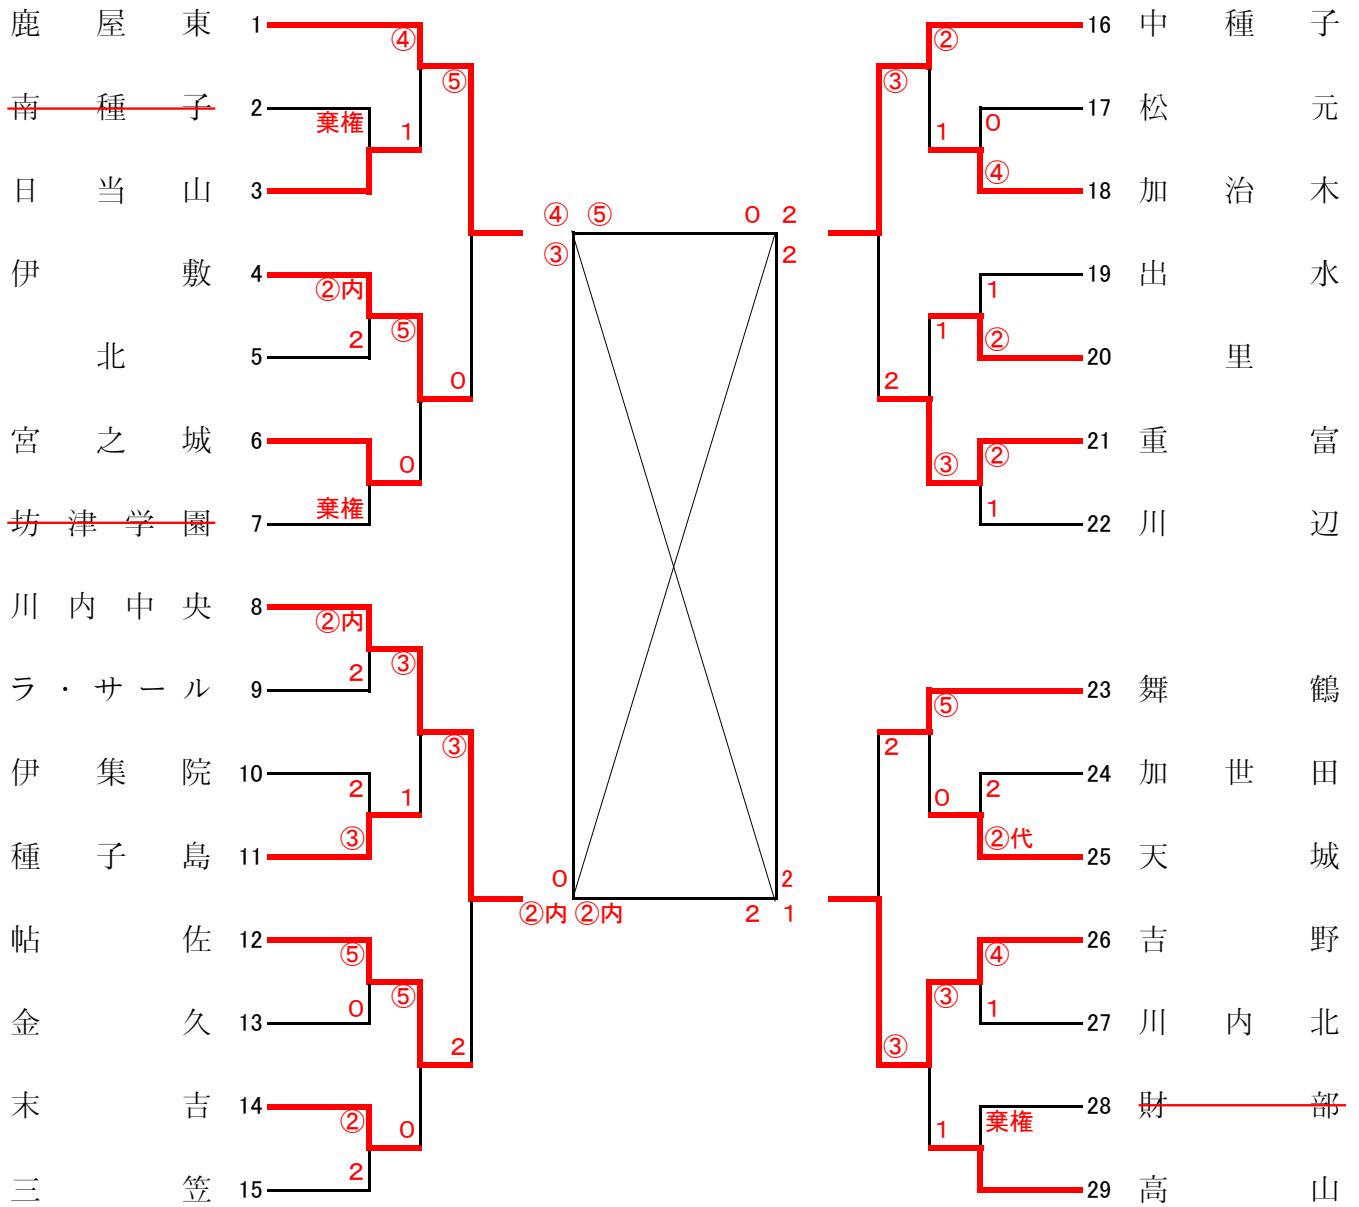 鹿屋東 1 ④ ② 16 中種子
⑤ ③
南種子 2 棄権 1 1 0 17 松元
日当山 3 ④ 18 加治木
④ ⑤ 0 2
③ 2
伊敷 4 ②内 1 19 出水
北 5 2 ⑤ 1 ② 20 里
0 2
宮之城 6 0 ③ ② 21 重富
坊津学園 7 棄権 1 22 川辺
川内中央 8 ②内
ラ・サール 9 2 ③ ⑤ 23 舞鶴
③ 2
伊集院 10 2 1 0 2 24 加世田
種子島 11 ③ ②代 25 天城
0 2
②内 ②内 2 1
帖佐 12 ⑤ ④ 26 吉野
金久 13 0 ⑤ ③ 1 27 川内北
2 ③
末吉 14 ② 0 1 棄権 28 財部
三笠 15 2 29 高山